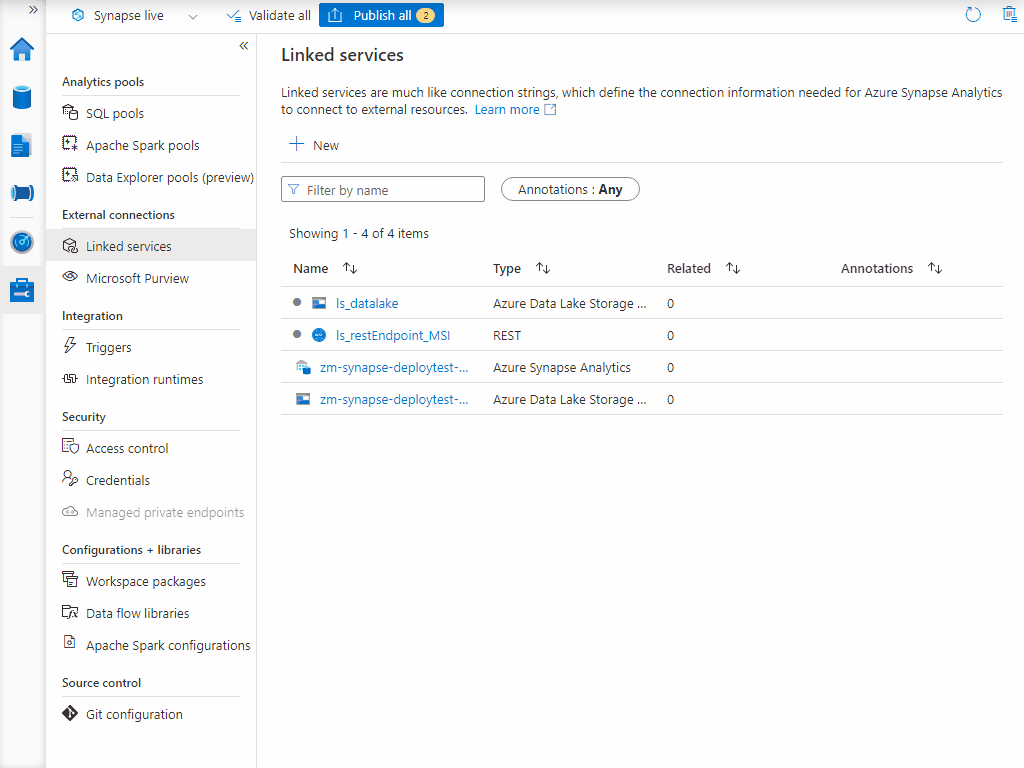 Synapse live
Validate all
Publish all 2
Analytics pools
SQL pools
Apache Spark pools
Data Explorer pools (preview)
External connections
Linked services
Microsoft Purview
Integration
Triggers
Integration runtimes
Security
Access control
Credentials
Managed private endpoints
Configurations + libraries
Workspace packages
Data flow libraries
Apache Spark configurations
Source control
Git configuration
Linked services
Linked services are much like connection strings, which define the connection information needed for Azure Synapse Analytics
to connect to external resources. Learn more
New
Filter by name
Annotations : Any
Showing 1 - 4 of 4 items
Name Type Related Annotations
ls_datalake Azure Data Lake Storage ... 0
ls_restEndpoint_MSI REST 0
zm-synapse-deploytest-... Azure Synapse Analytics 0
zm-synapse-deploytest-... Azure Data Lake Storage ... 0